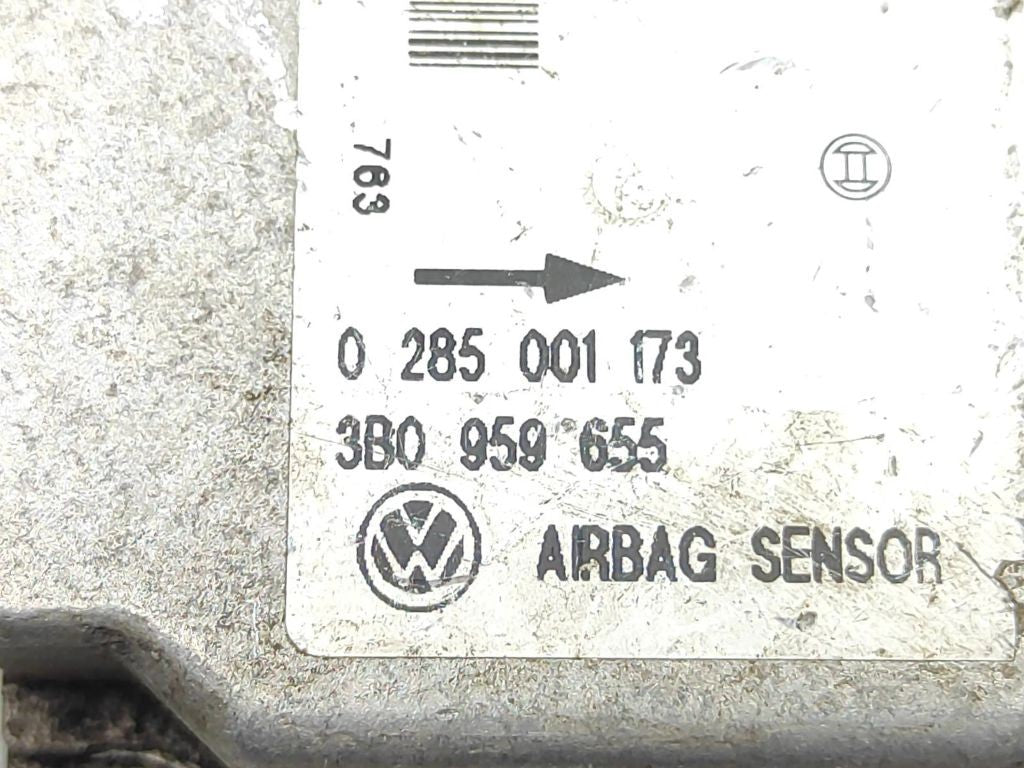 763
0 285 001 173
3B0 959 655
AIRBAG SENSOR